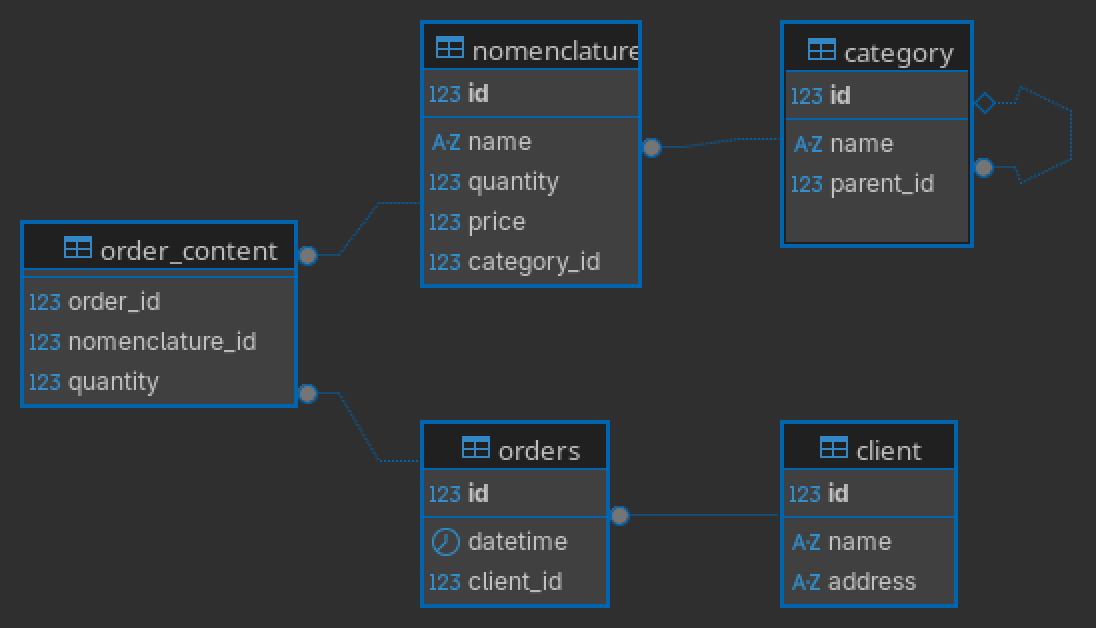 nomenclature
123 id
A-Z name
123 quantity
123 price
123 category_id
category
123 id
A-Z name
123 parent_id
order_content
123 order_id
123 nomenclature_id
123 quantity
orders
123 id
datetime
123 client_id
client
123 id
A-Z name
A-Z address